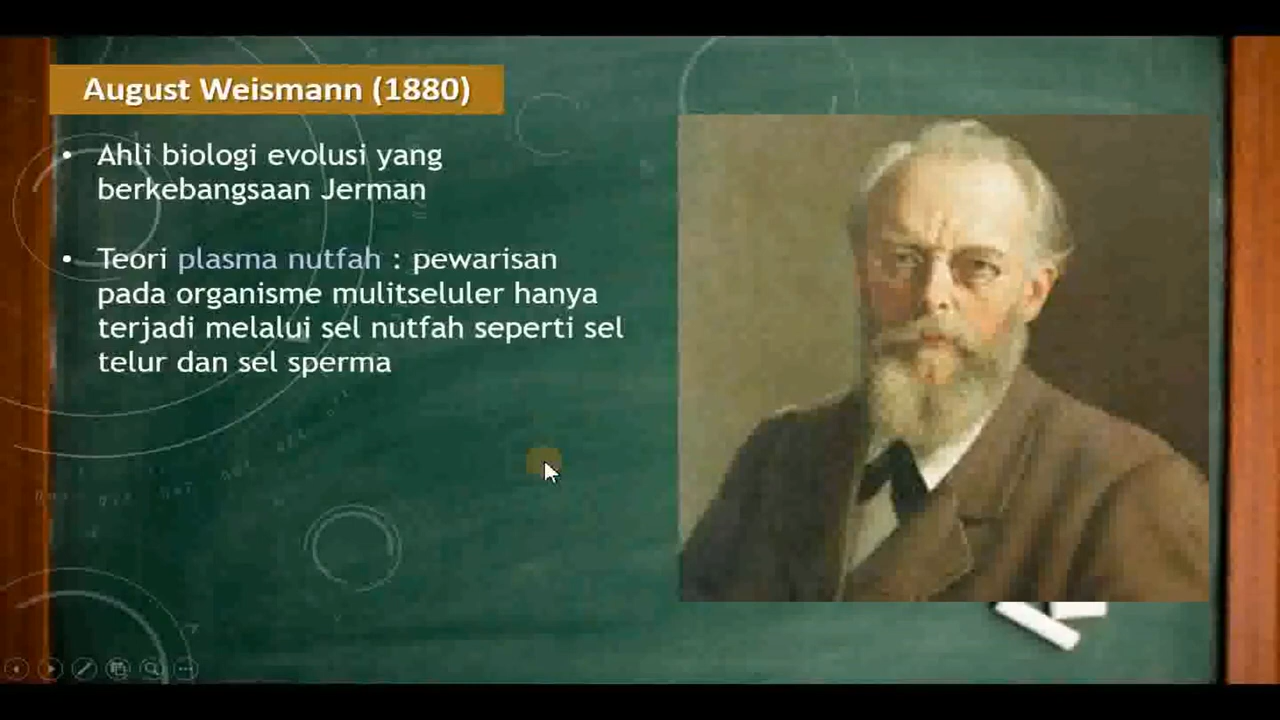 August Weismann (1880)
• Ahli biologi evolusi yang
berkebangsaan Jerman
• Teori plasma nutfah : pewarisan
pada organisme mulitseluler hanya
terjadi melalui sel nutfah seperti sel
telur dan sel sperma